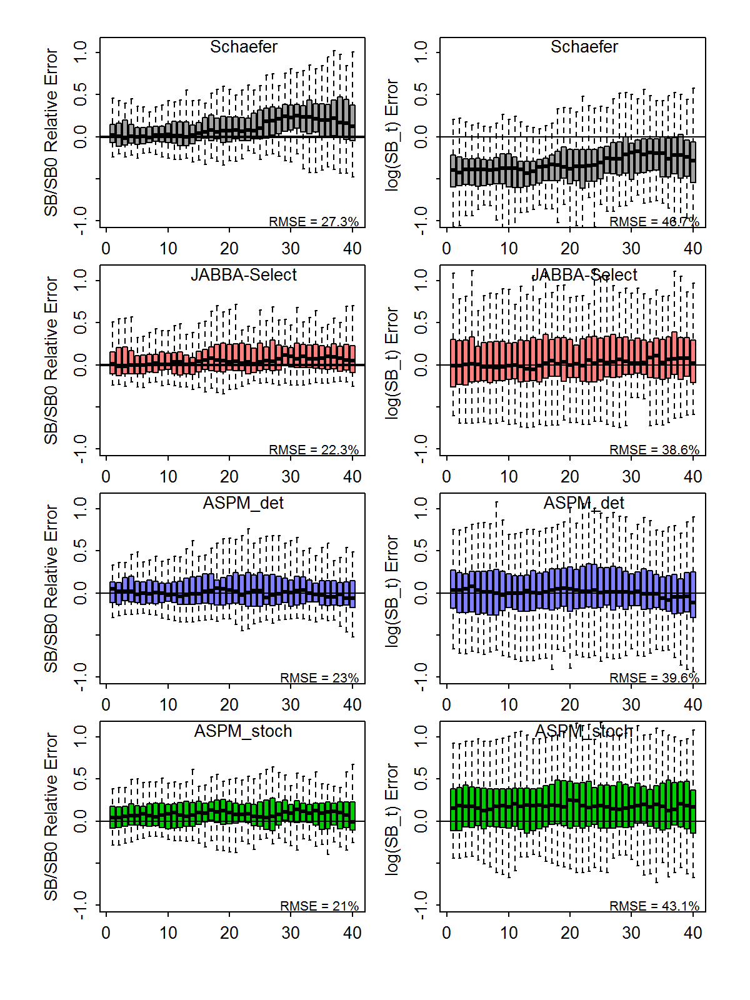 Schaefer
SB/SB0 Relative Error
1.0
0.5
0.0
-1.0
RMSE = 27.3%
0 10 20 30 40
Schaefer
log(SB_t) Error
1.0
0.5
0.0
-1.0
RMSE = 46.7%
0 10 20 30 40
JABBA-Select
SB/SB0 Relative Error
1.0
0.5
0.0
-1.0
RMSE = 22.3%
0 10 20 30 40
JABBA-Select
log(SB_t) Error
1.0
0.5
0.0
-1.0
RMSE = 38.6%
0 10 20 30 40
ASPM_det
SB/SB0 Relative Error
1.0
0.5
0.0
-1.0
RMSE = 23%
0 10 20 30 40
ASPM_det
log(SB_t) Error
1.0
0.5
0.0
-1.0
RMSE = 39.6%
0 10 20 30 40
ASPM_stoch
SB/SB0 Relative Error
1.0
0.5
0.0
-1.0
RMSE = 21%
0 10 20 30 40
ASPM_stoch
log(SB_t) Error
1.0
0.5
0.0
-1.0
RMSE = 43.1%
0 10 20 30 40